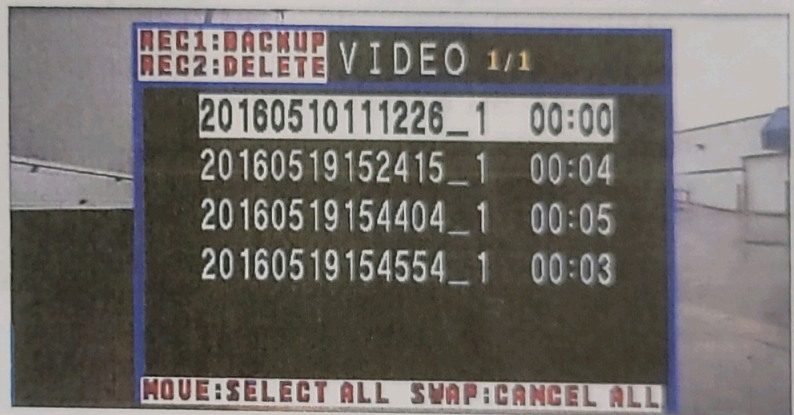 REC1:BACKUP
REC2:DELETE
VIDEO 1/1
20160510111226_1 00:00
20160519152415_1 00:04
20160519154404_1 00:05
20160519154554_1 00:03
MOVE:SELECT ALL SWAP:CANCEL ALL